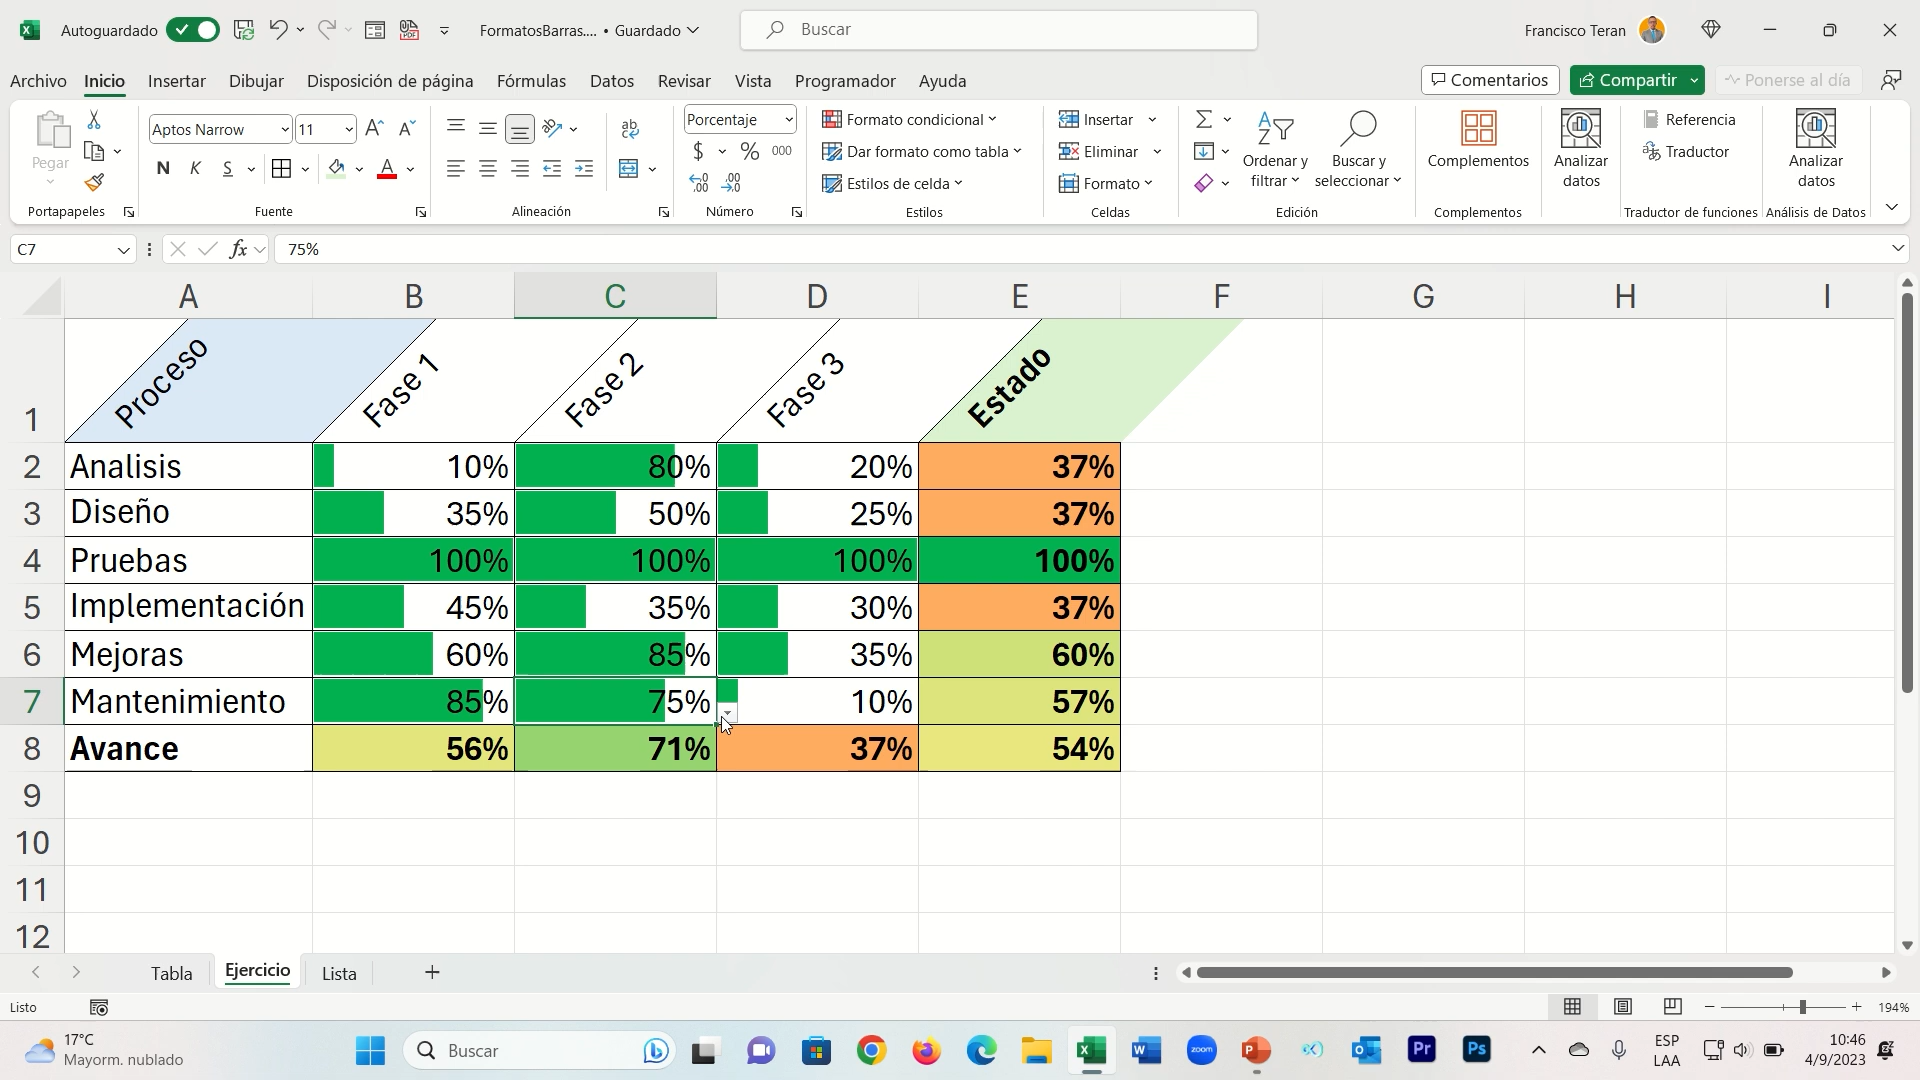 Autoguardado FormatosBarras.... • Guardado Buscar Francisco Teran
Archivo Inicio Insertar Dibujar Disposición de página Fórmulas Datos Revisar Vista Programador Ayuda Comentarios Compartir Ponerse al día
Pegar Aptos Narrow 11 Porcentaje Formato condicional Insertar Σ Referencia
N K S A ab $ % 000 Dar formato como tabla Eliminar Ordenar y filtrar Buscar y seleccionar Complementos Analizar datos Traductor Analizar datos
Estilos de celda Formato
Portapapeles Fuente Alineación Número Estilos Celdas Edición Complementos Traductor de funciones Análisis de Datos
C7 fx 75%
A B C D E F G H I
1 Proceso Fase 1 Fase 2 Fase 3 Estado
2 Analisis 10% 80% 20% 37%
3 Diseño 35% 50% 25% 37%
4 Pruebas 100% 100% 100% 100%
5 Implementación 45% 35% 30% 37%
6 Mejoras 60% 85% 35% 60%
7 Mantenimiento 85% 75% 10% 57%
8 Avance 56% 71% 37% 54%
9
10
11
12
Tabla Ejercicio Lista +
Listo 194%
17°C
Mayorm. nublado
Buscar
zoom
Pr
Ps
ESP
LAA
10:46
4/9/2023